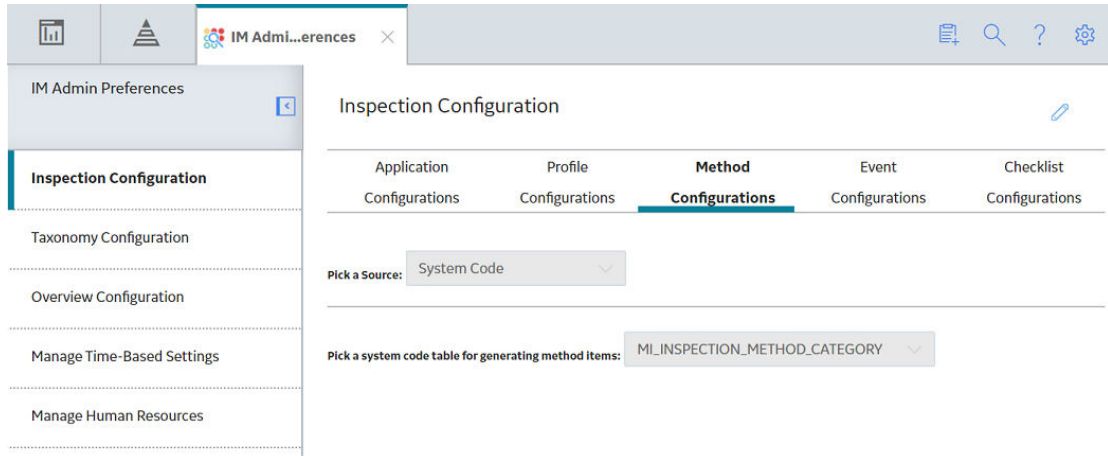 IM Admi...erences
IM Admin Preferences
Inspection Configuration
Taxonomy Configuration
Overview Configuration
Manage Time-Based Settings
Manage Human Resources
Inspection Configuration
Application Configurations
Profile Configurations
Method Configurations
Event Configurations
Checklist Configurations
Pick a Source: System Code
Pick a system code table for generating method items: MI_INSPECTION_METHOD_CATEGORY